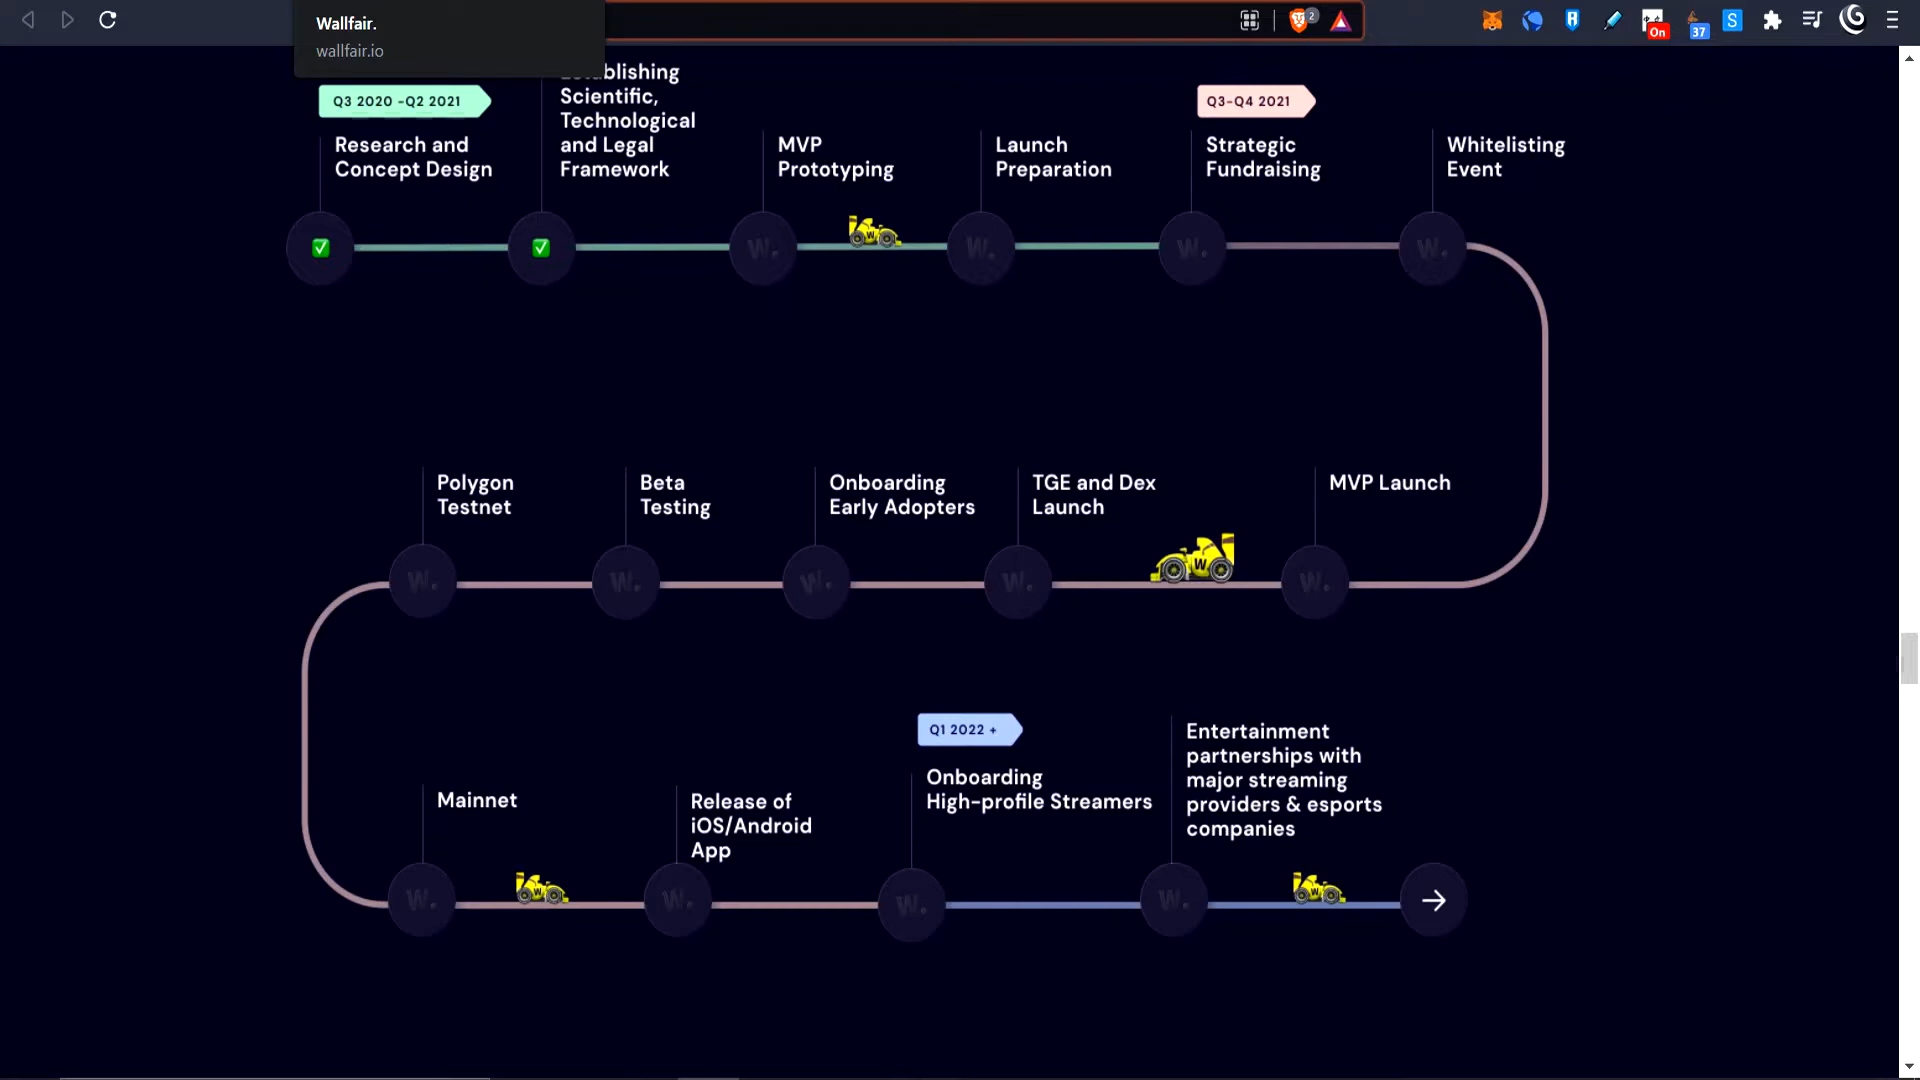 Wallfair.
wallfair.io
2
On
37
S
Q3 2020 -Q2 2021
Research and
Concept Design
Establishing
Scientific,
Technological
and Legal
Framework
MVP
Prototyping
Launch
Preparation
Q3-Q4 2021
Strategic
Fundraising
Whitelisting
Event
W.
W
W.
W.
W.
Polygon
Testnet
Beta
Testing
Onboarding
Early Adopters
TGE and Dex
Launch
MVP Launch
W
W.
W.
W.
W.
W.
Mainnet
Release of
iOS/Android
App
Q1 2022 +
Onboarding
High-profile Streamers
Entertainment
partnerships with
major streaming
providers & esports
companies
W.
W
W.
W.
W.
W